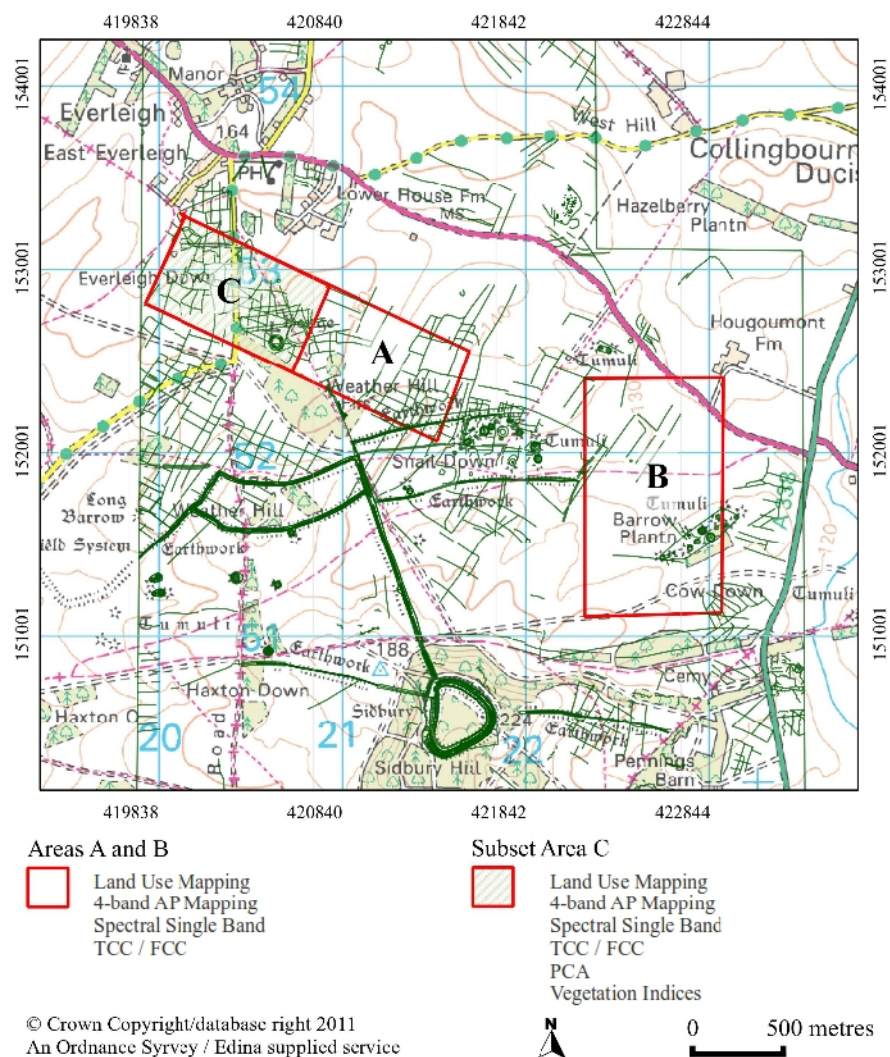 419838 420840 421842 422844
154001
153001
152001
151001
154001
153001
152001
151001
Manor
54
Everleigh
164
East Everleigh
PH
West Hill
Collingbourn
Ducis
Lower House Fm
MS
Hazelberry
Plantn
Everleigh Down
53
C
A
Hougoumont
Fm
140
130
Tumuli
Weather Hill
Earthwork
52
Snail Down
Tumuli
B
Long
Barrow
Weather Hill
Earthwork
Earthwork
Tumuli
Barrow
Plantn
A338
120
Field System
Cow Down
Tumuli
Tumuli
51
Earthwork
188
Haxton Down
Cemy
Haxton
Sidbury
224
20
21
22
Road
Earthwork
Sidbury Hill
Pennings
Barn
419838 420840 421842 422844
Areas A and B
Land Use Mapping
4-band AP Mapping
Spectral Single Band
TCC / FCC
Subset Area C
Land Use Mapping
4-band AP Mapping
Spectral Single Band
TCC / FCC
PCA
Vegetation Indices
© Crown Copyright/database right 2011
An Ordnance Syrvey / Edina supplied service
N
0 500 metres